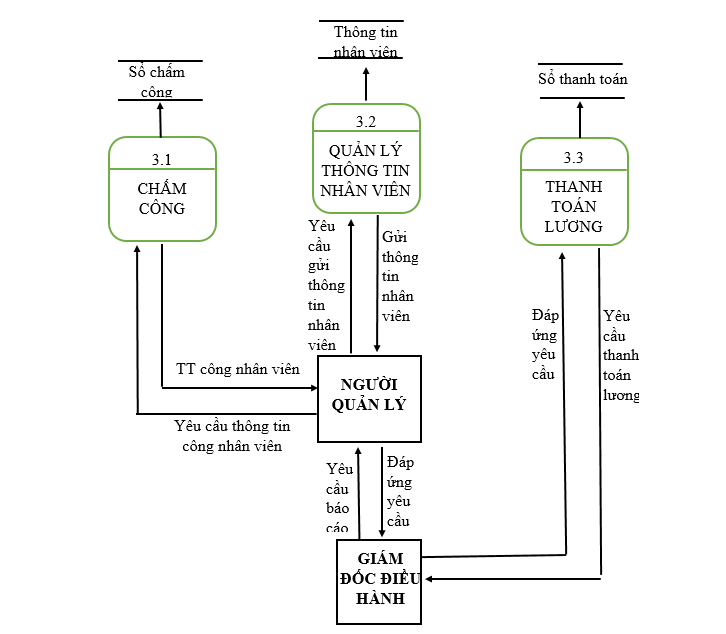 Thông tin
nhân viên
Sổ chấm
công
Sổ thanh toán
3.1
CHẤM
CÔNG
3.2
QUẢN LÝ
THÔNG TIN
NHÂN VIÊN
3.3
THANH
TOÁN
LƯƠNG
Yêu
cầu
gửi
thông
tin
nhân
viên
Gửi
thông
tin
nhân
viên
Đáp
ứng
yêu
cầu
Yêu
cầu
thanh
toán
lương
TT công nhân viên
Yêu cầu thông tin
công nhân viên
NGƯỜI
QUẢN LÝ
Yêu
cầu
báo
cáo
Đáp
ứng
yêu
cầu
GIÁM
ĐỐC ĐIỀU
HÀNH